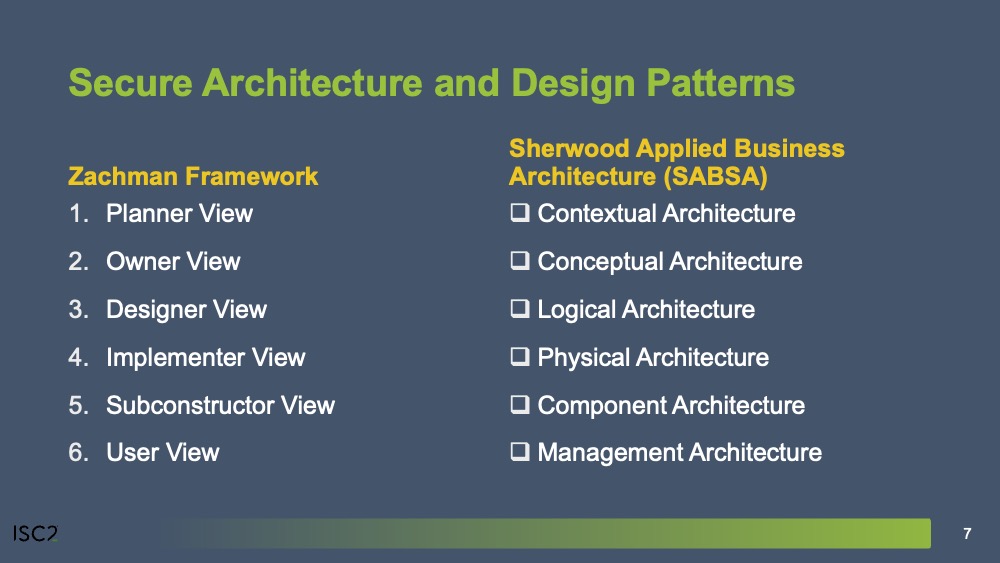 Secure Architecture and Design Patterns
Zachman Framework
1. Planner View
2. Owner View
3. Designer View
4. Implementer View
5. Subconstructor View
6. User View
Sherwood Applied Business
Architecture (SABSA)
❑ Contextual Architecture
❑ Conceptual Architecture
❑ Logical Architecture
❑ Physical Architecture
❑ Component Architecture
❑ Management Architecture
ISC2
7